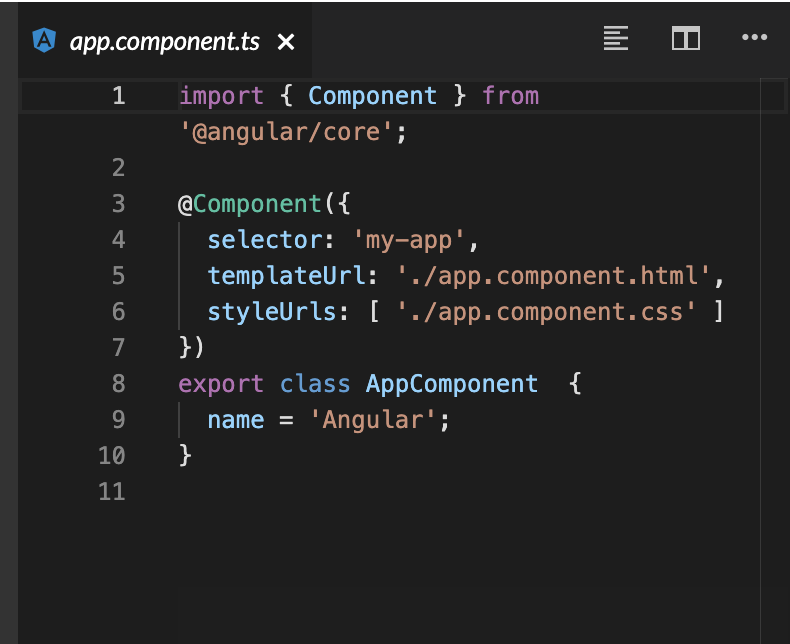 app.component.ts
1 import { Component } from
'@angular/core';
2
3 @Component({
4   selector: 'my-app',
5   templateUrl: './app.component.html',
6   styleUrls: [ './app.component.css' ]
7 })
8 export class AppComponent  {
9   name = 'Angular';
10 }
11